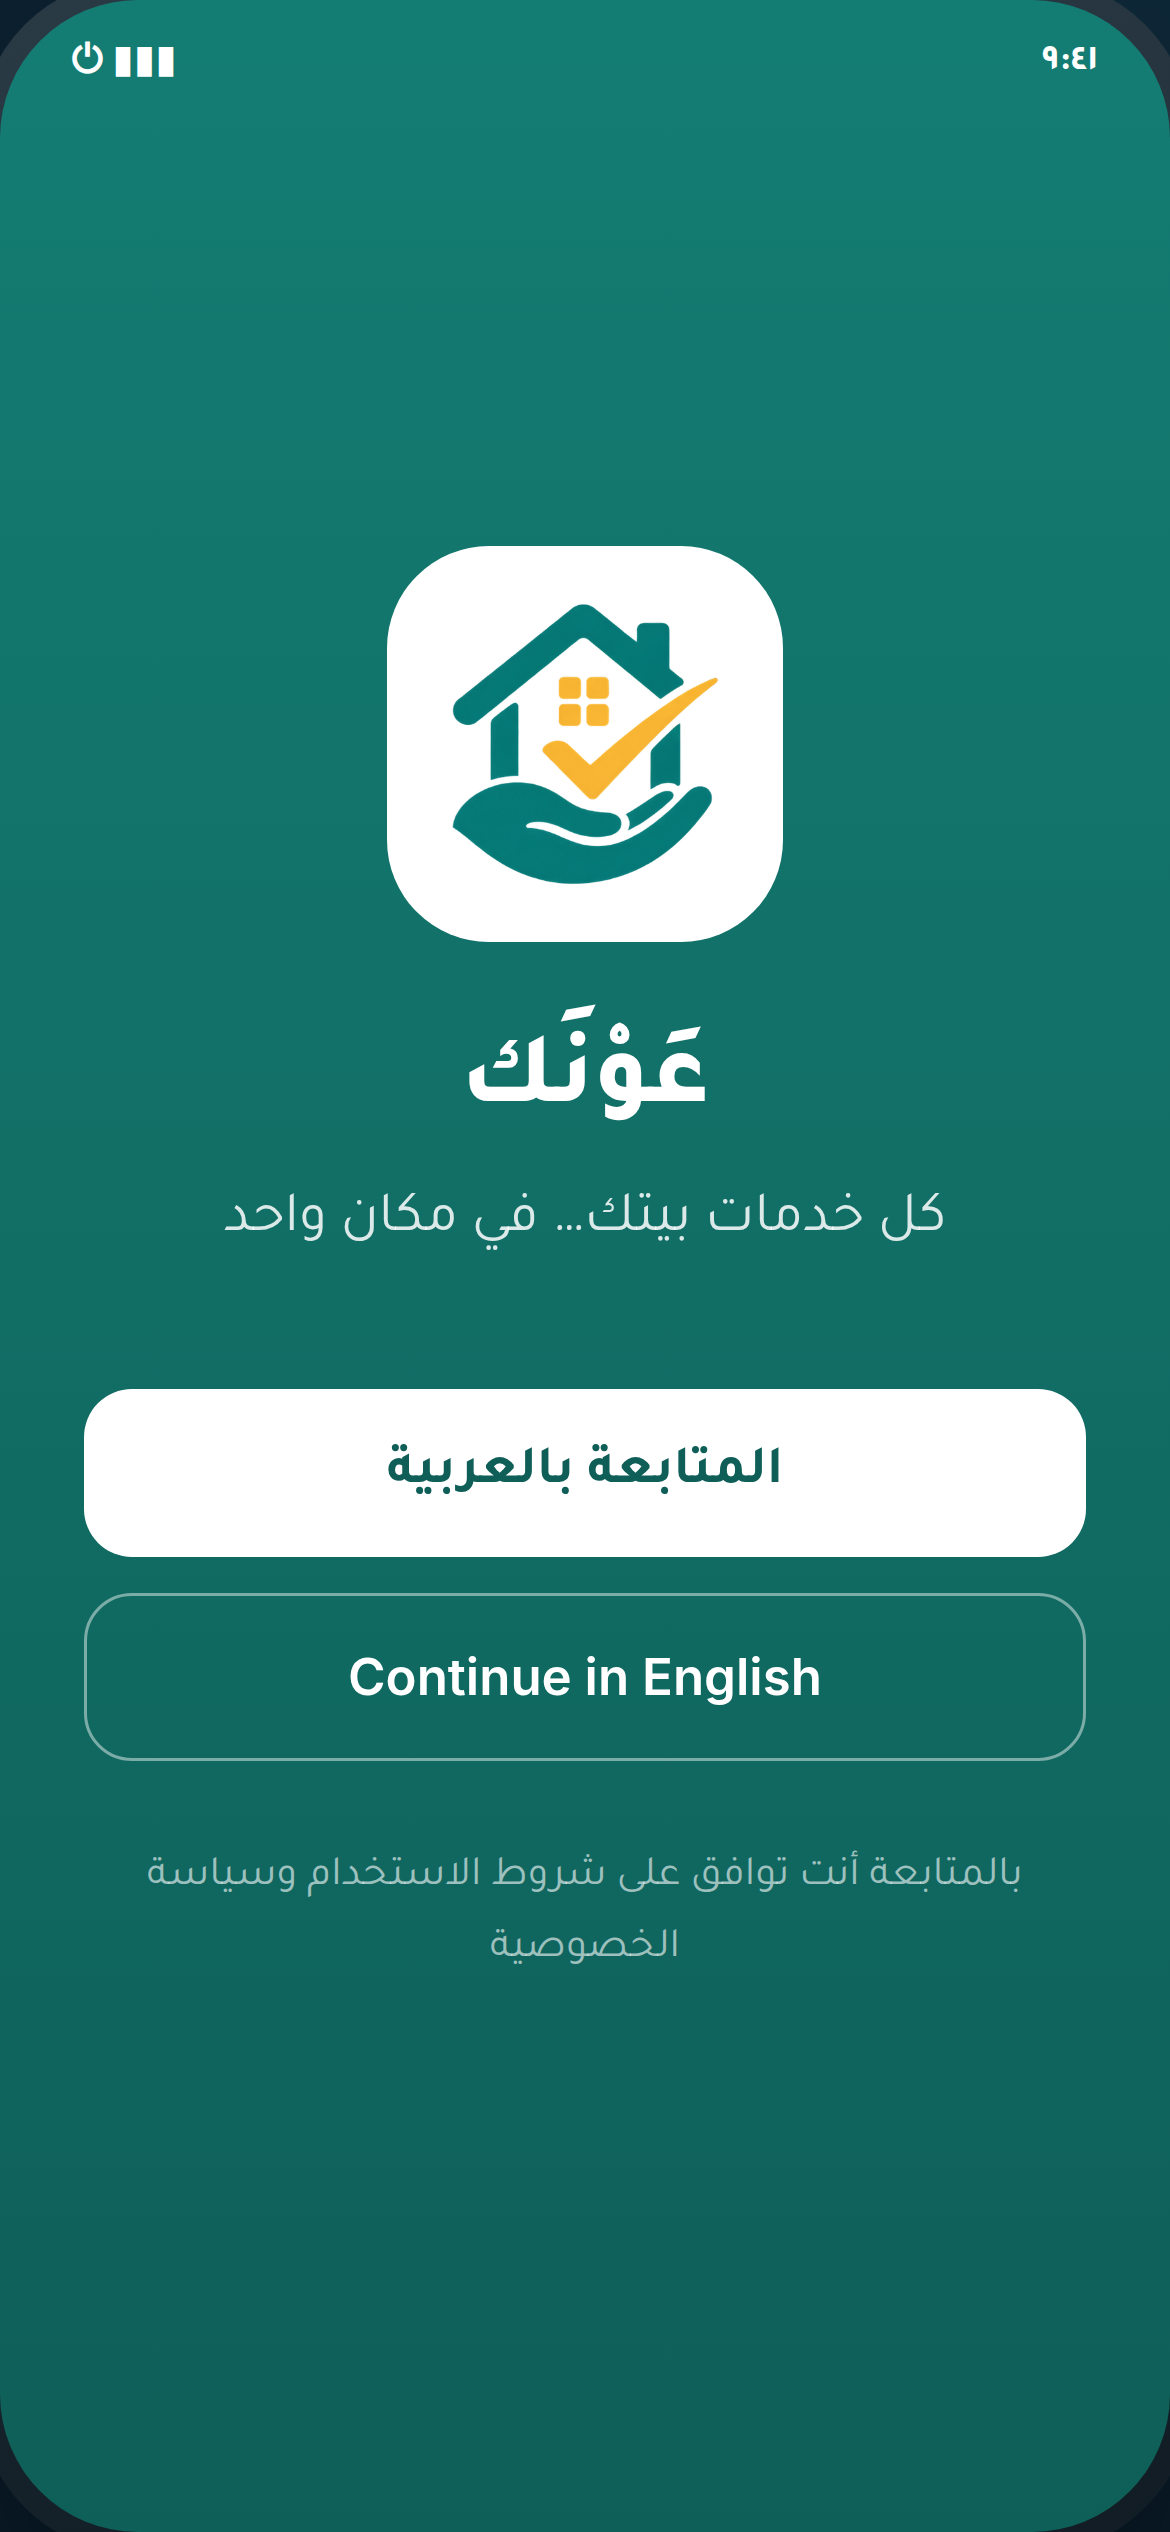 ٩:٤١
عَوْنَك
كل خدمات بيتك... في مكان واحد
المتابعة بالعربية
Continue in English
بالمتابعة أنت توافق على شروط الاستخدام وسياسة
الخصوصية